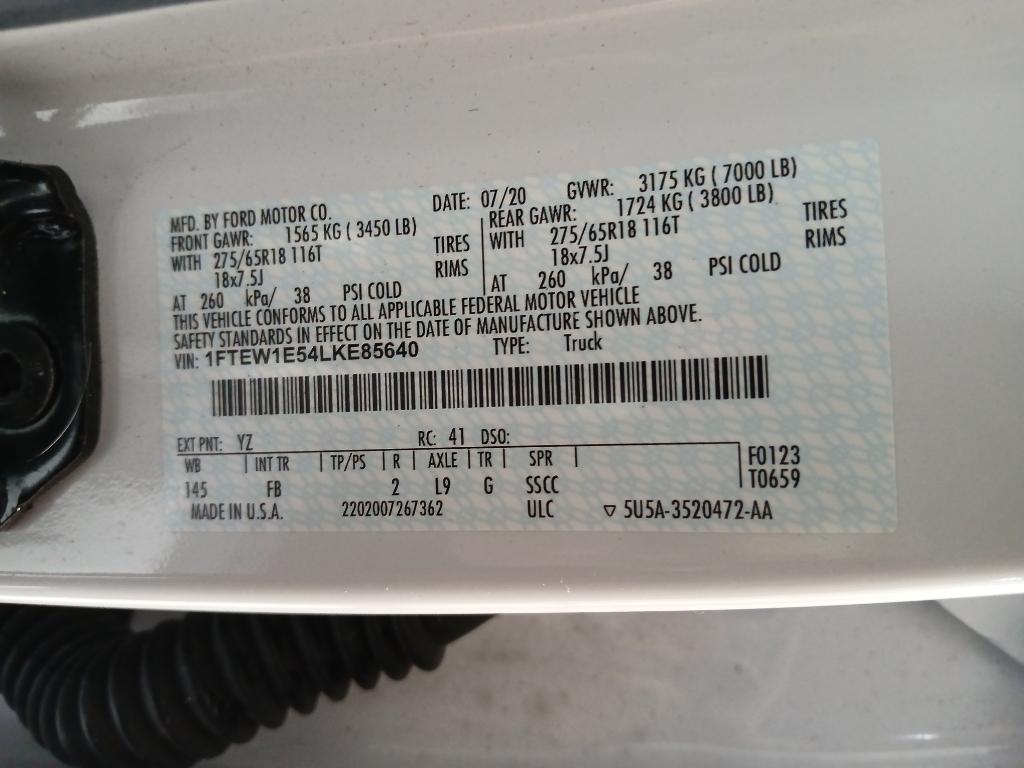 MFD. BY FORD MOTOR CO. DATE: 07/20 GVWR: 3175 KG ( 7000 LB)
FRONT GAWR: 1565 KG ( 3450 LB) REAR GAWR: 1724 KG ( 3800 LB)
WITH 275/65R18 116T TIRES WITH 275/65R18 116T TIRES
18x7.5J RIMS 18x7.5J RIMS
AT 260 kPa/ 38 PSI COLD AT 260 kPa/ 38 PSI COLD
THIS VEHICLE CONFORMS TO ALL APPLICABLE FEDERAL MOTOR VEHICLE
SAFETY STANDARDS IN EFFECT ON THE DATE OF MANUFACTURE SHOWN ABOVE.
VIN: 1FTEW1E54LKE85640 TYPE: Truck
EXT PNT: YZ RC: 41 DSO:
WB INT TR TP/PS R AXLE TR SPR F0123
145 FB 2 L9 G SSCC T0659
MADE IN U.S.A. 2202007267362 ULC ▽ 5U5A-3520472-AA